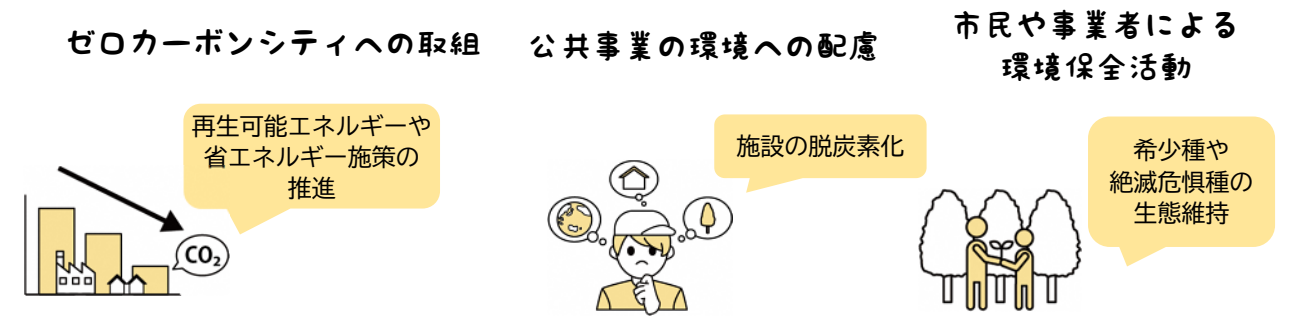 ゼロカーボンシティへの取組
再生可能エネルギーや
省エネルギー施策の
推進
CO₂
公共事業の環境への配慮
施設の脱炭素化
市民や事業者による
環境保全活動
希少種や
絶滅危惧種の
生態維持